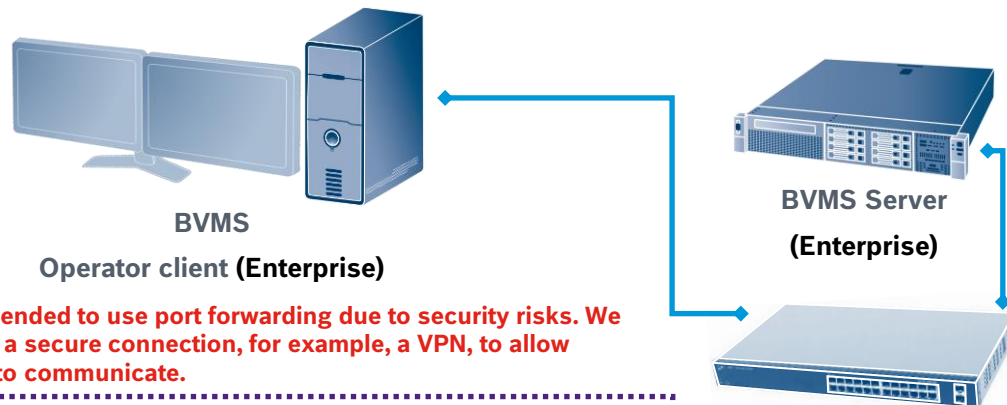 BVMS
Operator client (Enterprise)
BVMS Server
(Enterprise)
ended to use port forwarding due to security risks. We
a secure connection, for example, a VPN, to allow
to communicate.